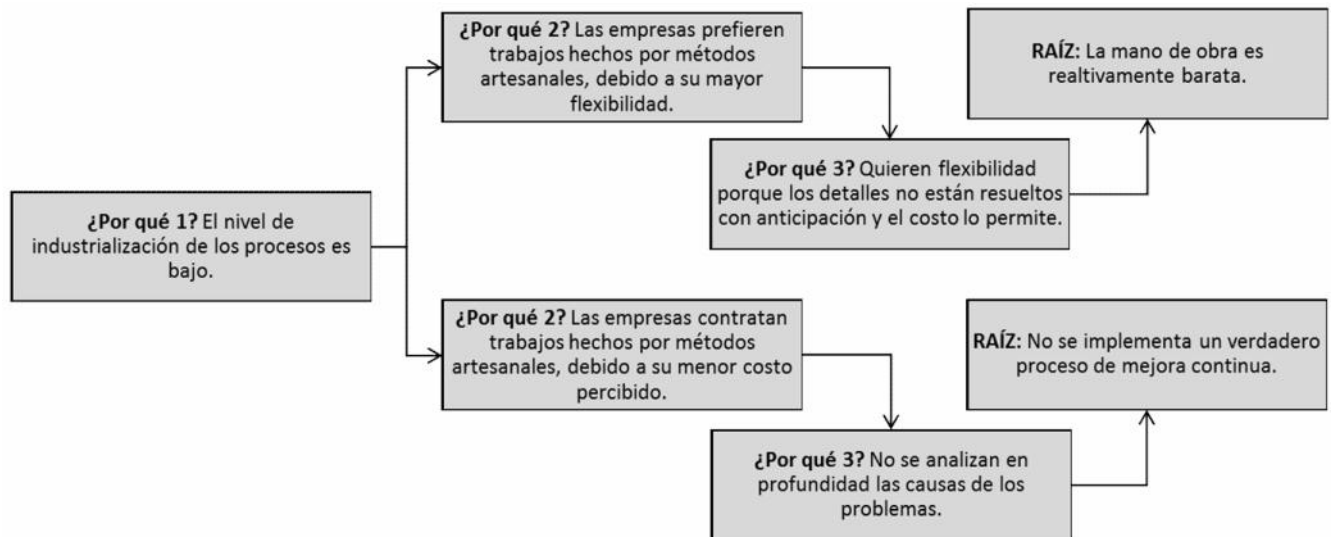 ¿Por qué 1? El nivel de
industrialización de los procesos es
bajo.
¿Por qué 2? Las empresas prefieren
trabajos hechos por métodos
artesanales, debido a su mayor
flexibilidad.
¿Por qué 3? Quieren flexibilidad
porque los detalles no están resueltos
con anticipación y el costo lo permite.
RAÍZ: La mano de obra es
realtivamente barata.
¿Por qué 2? Las empresas contratan
trabajos hechos por métodos
artesanales, debido a su menor costo
percibido.
¿Por qué 3? No se analizan en
profundidad las causas de los
problemas.
RAÍZ: No se implementa un verdadero
proceso de mejora continua.